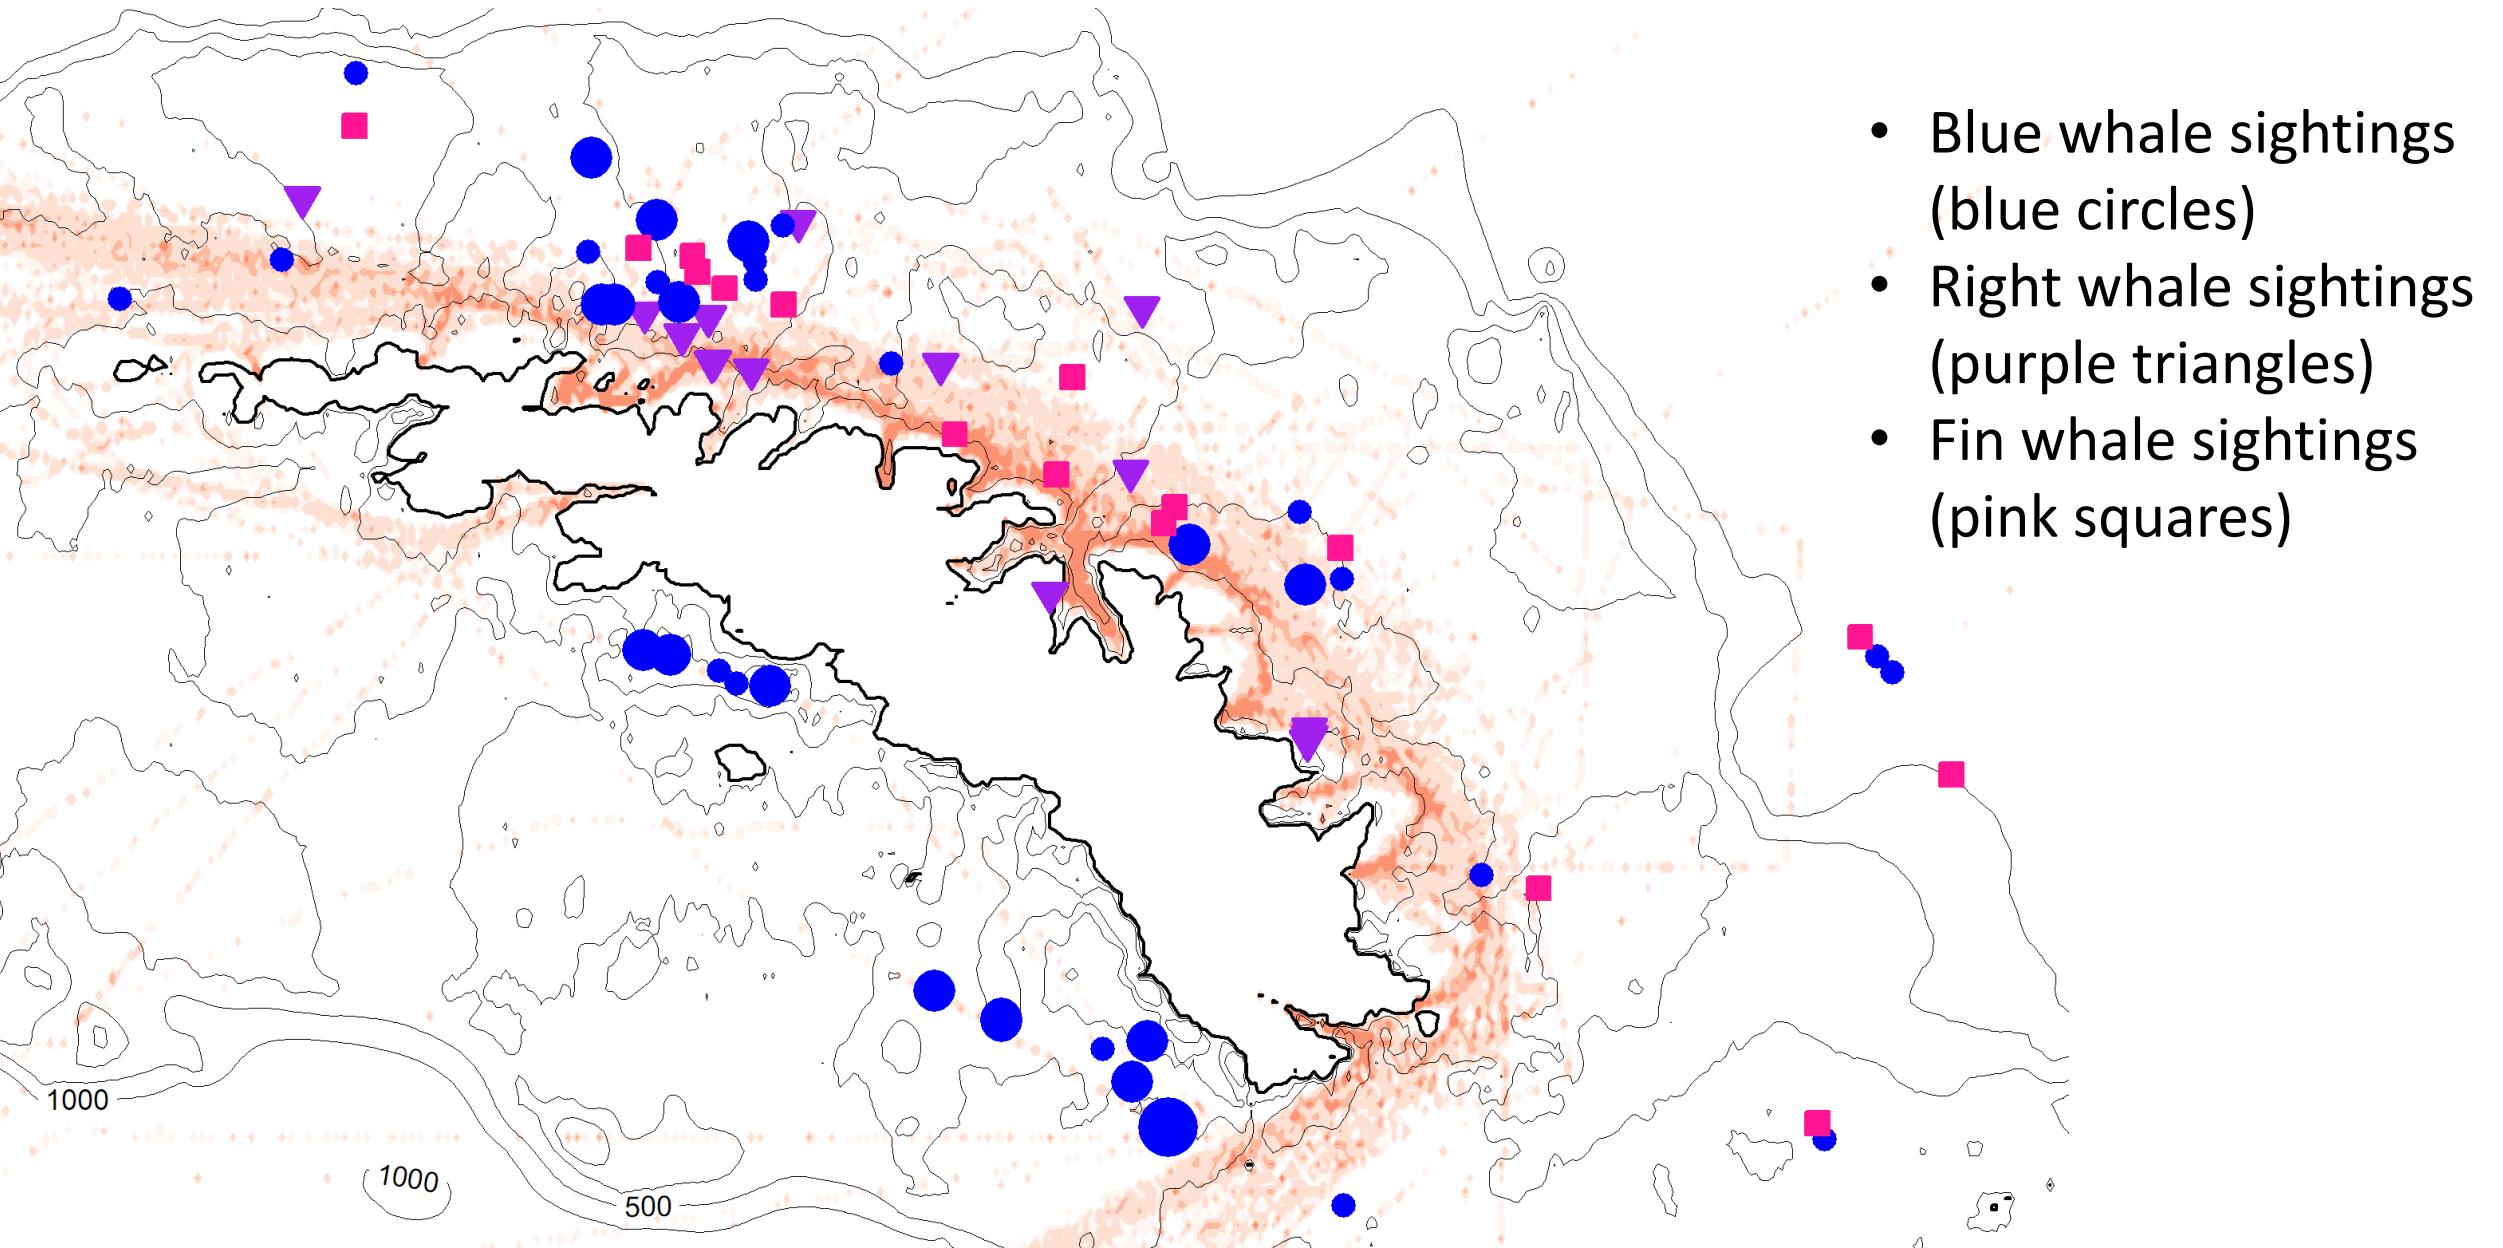 • Blue whale sightings
(blue circles)
• Right whale sightings
(purple triangles)
• Fin whale sightings
(pink squares)
1000
1000
500